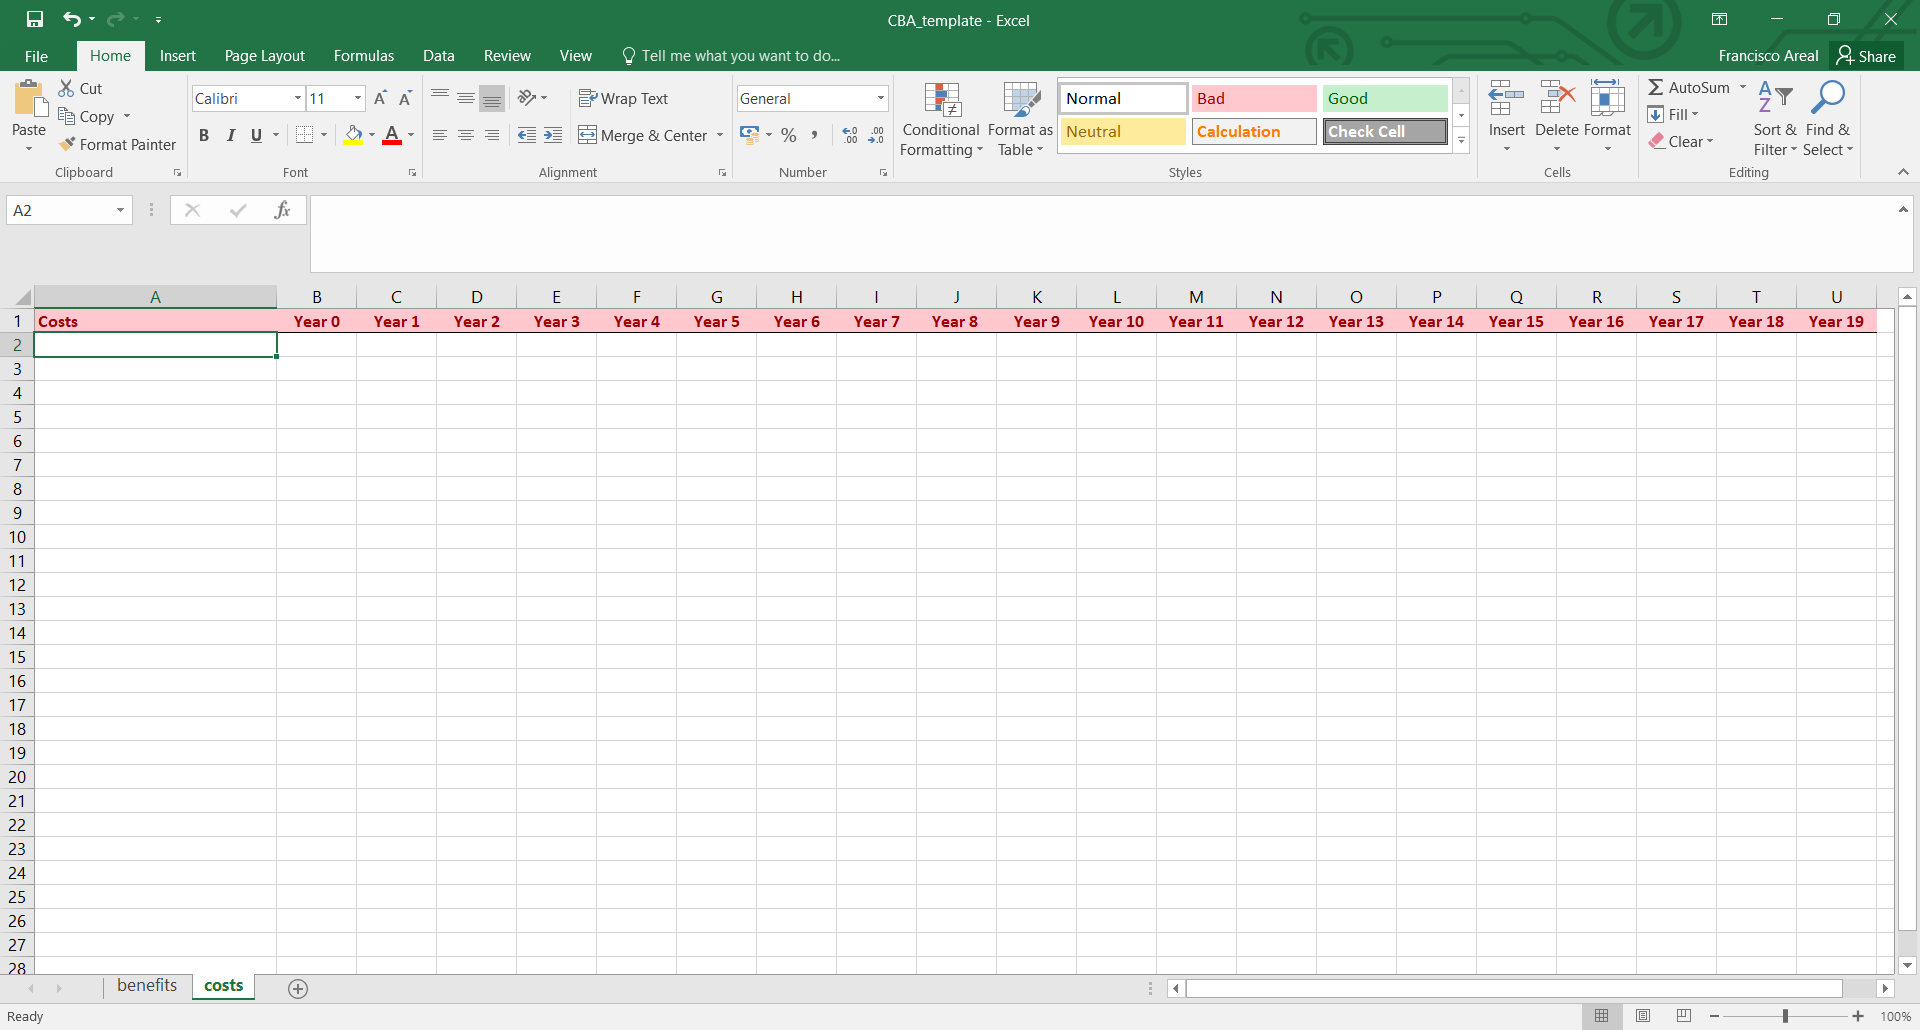 CBA_template - Excel
File Home Insert Page Layout Formulas Data Review View Tell me what you want to do... Francisco Areal Share
Paste
Cut
Copy
Format Painter
Clipboard
Calibri 11
B I U
Font
Wrap Text
Merge & Center
Alignment
General
%
Number
Conditional Formatting
Format as Table
Normal Bad Good
Neutral Calculation Check Cell
Styles
Insert Delete Format
Cells
AutoSum
Fill
Clear
Sort & Filter
Find & Select
Editing
A2
fx
A B C D E F G H I J K L M N O P Q R S T U
1 Costs Year 0 Year 1 Year 2 Year 3 Year 4 Year 5 Year 6 Year 7 Year 8 Year 9 Year 10 Year 11 Year 12 Year 13 Year 14 Year 15 Year 16 Year 17 Year 18 Year 19
2
3
4
5
6
7
8
9
10
11
12
13
14
15
16
17
18
19
20
21
22
23
24
25
26
27
28
benefits costs
Ready
100%